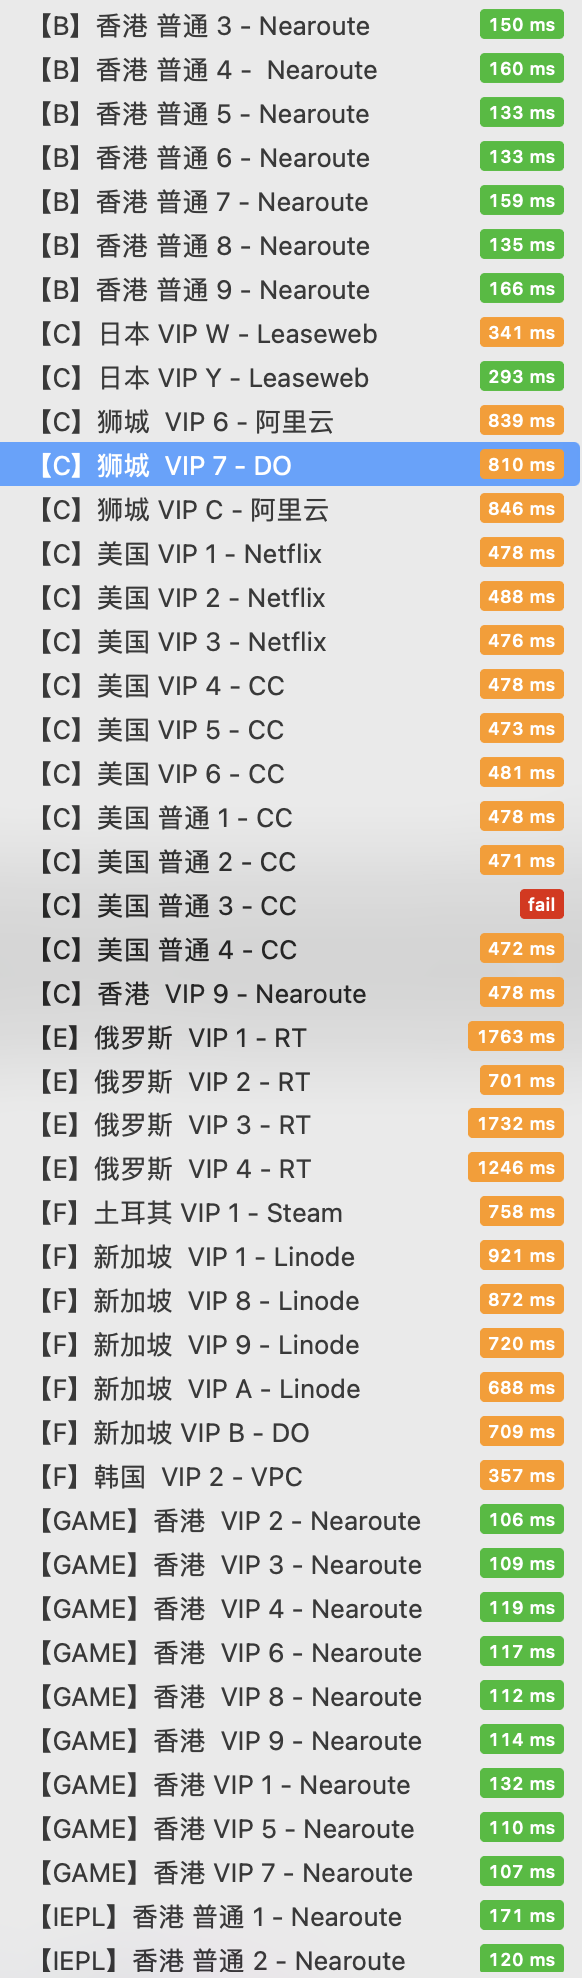 【B】香港 普通 3 - Nearoute 150 ms
【B】香港 普通 4 -  Nearoute 160 ms
【B】香港 普通 5 - Nearoute 133 ms
【B】香港 普通 6 - Nearoute 133 ms
【B】香港 普通 7 - Nearoute 159 ms
【B】香港 普通 8 - Nearoute 135 ms
【B】香港 普通 9 - Nearoute 166 ms
【C】日本 VIP W - Leaseweb 341 ms
【C】日本 VIP Y - Leaseweb 293 ms
【C】狮城  VIP 6 - 阿里云 839 ms
【C】狮城  VIP 7 - DO 810 ms
【C】狮城 VIP C - 阿里云 846 ms
【C】美国 VIP 1 - Netflix 478 ms
【C】美国 VIP 2 - Netflix 488 ms
【C】美国 VIP 3 - Netflix 476 ms
【C】美国 VIP 4 - CC 478 ms
【C】美国 VIP 5 - CC 473 ms
【C】美国 VIP 6 - CC 481 ms
【C】美国 普通 1 - CC 478 ms
【C】美国 普通 2 - CC 471 ms
【C】美国 普通 3 - CC fail
【C】美国 普通 4 - CC 472 ms
【C】香港  VIP 9 - Nearoute 478 ms
【E】俄罗斯  VIP 1 - RT 1763 ms
【E】俄罗斯  VIP 2 - RT 701 ms
【E】俄罗斯  VIP 3 - RT 1732 ms
【E】俄罗斯  VIP 4 - RT 1246 ms
【F】土耳其 VIP 1 - Steam 758 ms
【F】新加坡  VIP 1 - Linode 921 ms
【F】新加坡  VIP 8 - Linode 872 ms
【F】新加坡  VIP 9 - Linode 720 ms
【F】新加坡  VIP A - Linode 688 ms
【F】新加坡 VIP B - DO 709 ms
【F】韩国  VIP 2 - VPC 357 ms
【GAME】香港  VIP 2 - Nearoute 106 ms
【GAME】香港  VIP 3 - Nearoute 109 ms
【GAME】香港  VIP 4 - Nearoute 119 ms
【GAME】香港  VIP 6 - Nearoute 117 ms
【GAME】香港  VIP 8 - Nearoute 112 ms
【GAME】香港  VIP 9 - Nearoute 114 ms
【GAME】香港 VIP 1 - Nearoute 132 ms
【GAME】香港 VIP 5 - Nearoute 110 ms
【GAME】香港 VIP 7 - Nearoute 107 ms
【IEPL】香港 普通 1 - Nearoute 171 ms
【IEPL】香港 普通 2 - Nearoute 120 ms